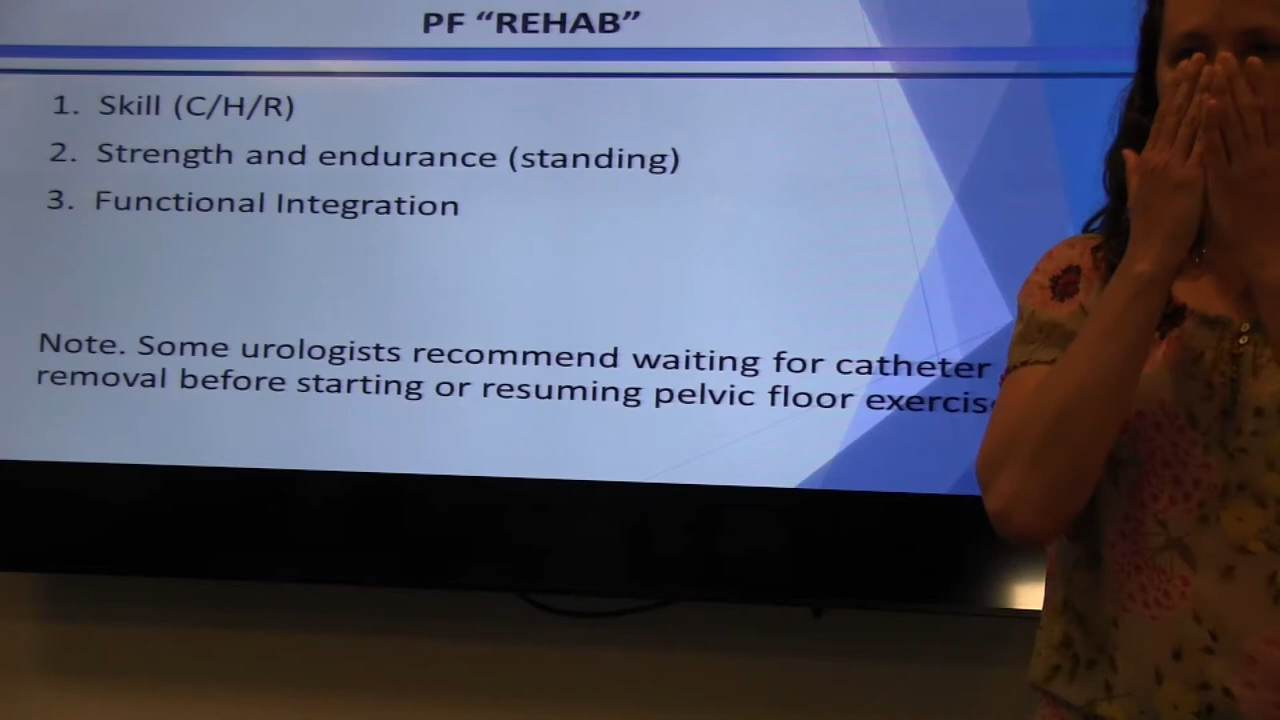 PF “REHAB”
1. Skill (C/H/R)
2. Strength and endurance (standing)
3. Functional Integration
Note. Some urologists recommend waiting for catheter
removal before starting or resuming pelvic floor